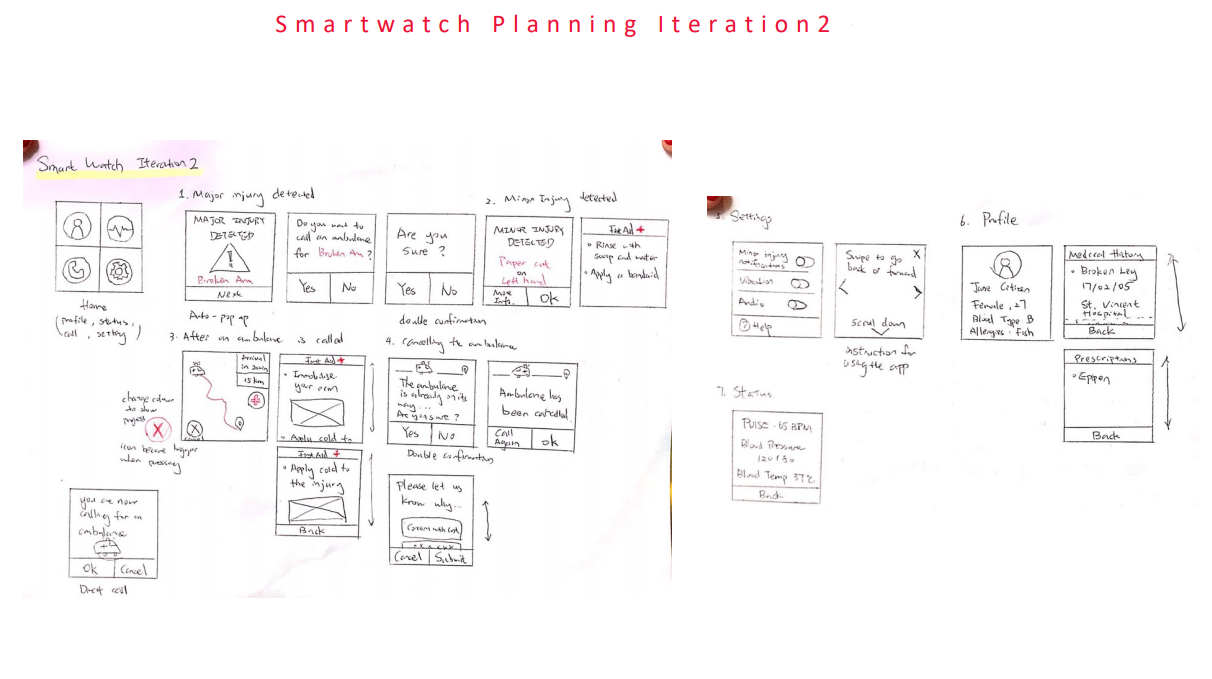 Smartwatch Planning Iteration2
Smart Watch Iteration 2
1. Major injury detected
MAJOR INJURY
DETECTED
!
Broken Arm
Next
Auto-pop up
Do you want to
call an ambulance
for Broken Arm?
Yes No
Are you
sure?
Yes No
double confirmation
2. Minor Injury detected
MINOR INJURY
DETECTED
Paper cut
on
Left hand
More
Info. Ok
First Aid +
• Rinse with
soap and water
• Apply a bandaid
Home
(profile, status,
call, setting)
3. After an ambulance is called
Arrival
in 30min
15 km
change colour
to show
progress
X
icon become bigger
when pressing
X
First Aid +
• Immobilise
your arm
• Apply cold to
First Aid +
• Apply cold to
the injury
Back
4. Cancelling the ambulance
The ambulance
is already on its
way...
Are you sure?
Yes No
Double confirmation
Ambulance has
been cancelled
Call
Again ok
Please let us
know why...
Cancel Submit
you are now
calling for an
ambulance
Ok Cancel
Direct call
5. Settings
Minor injury
notifications
Vibration
Audio
? Help
Swipe to go X
back or forward
< >
scroll down
instruction for
using the app
6. Profile
Jane Citizen
Female, 27
Blood Type B
Allergies: fish
Medical History
• Broken Leg
17/02/05
St. Vincent
Hospital
Back
Prescriptions
• Epipen
Back
7. Status
Pulse - 65 BPM
Blood Pressure
120/80
Blood Temp 37°C
Back